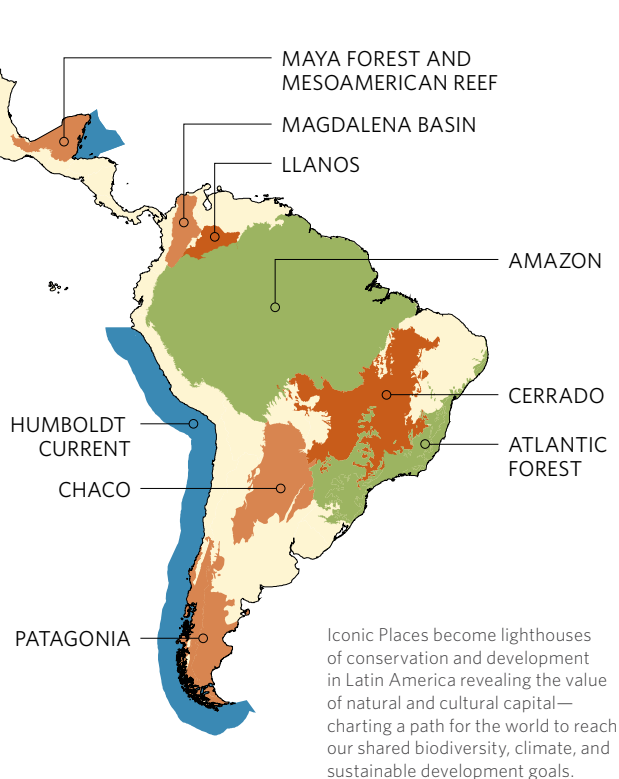 MAYA FOREST AND
MESOAMERICAN REEF
MAGDALENA BASIN
LLANOS
AMAZON
CERRADO
HUMBOLDT
CURRENT
ATLANTIC
FOREST
CHACO
PATAGONIA
Iconic Places become lighthouses
of conservation and development
in Latin America revealing the value
of natural and cultural capital—
charting a path for the world to reach
our shared biodiversity, climate, and
sustainable development goals.